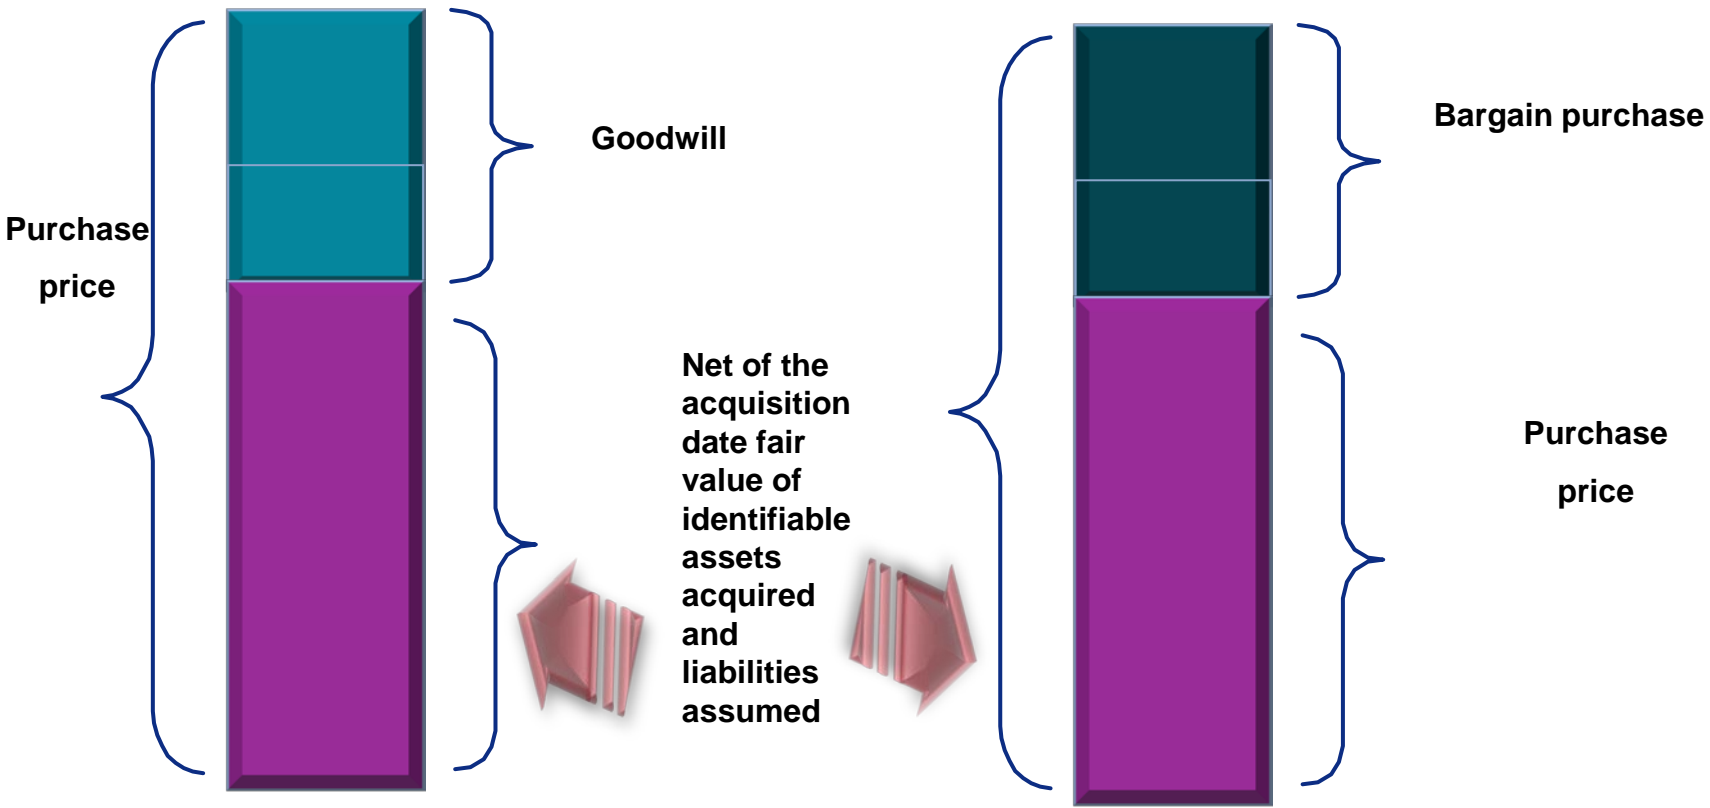 Goodwill
Purchase
price
Net of the
acquisition
date fair
value of
identifiable
assets
acquired
and
liabilities
assumed
Bargain purchase
Purchase
price